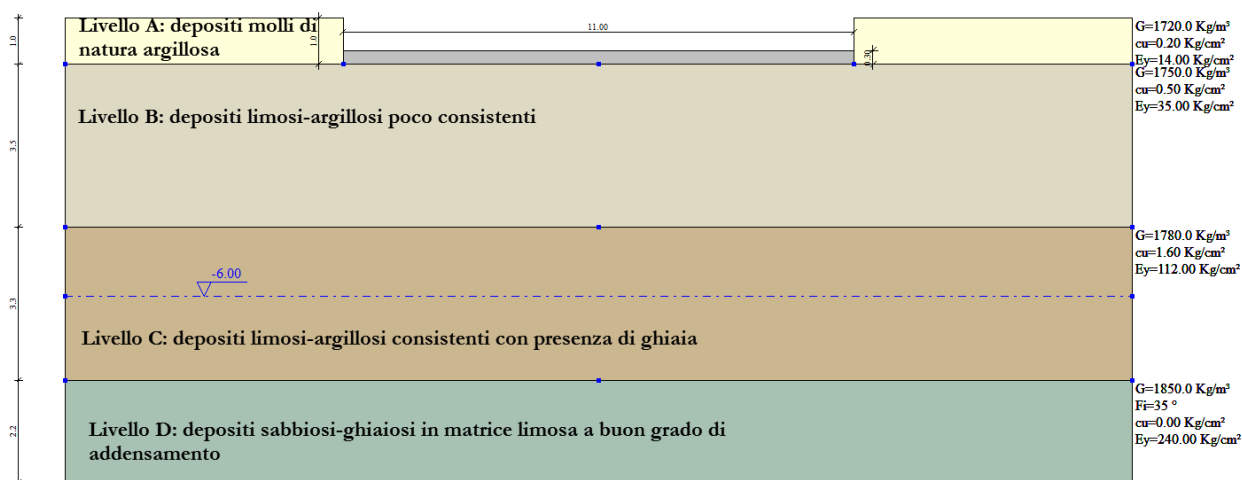 Livello A: depositi molli di
natura argillosa
1.0
1.0
11.00
0.30
G=1720.0 Kg/m³
cu=0.20 Kg/cm²
Ey=14.00 Kg/cm²
G=1750.0 Kg/m³
cu=0.50 Kg/cm²
Ey=35.00 Kg/cm²
Livello B: depositi limosi-argillosi poco consistenti
3.5
G=1780.0 Kg/m³
cu=1.60 Kg/cm²
Ey=112.00 Kg/cm²
-6.00
3.3
Livello C: depositi limosi-argillosi consistenti con presenza di ghiaia
G=1850.0 Kg/m³
Fi=35 °
cu=0.00 Kg/cm²
Ey=240.00 Kg/cm²
2.2
Livello D: depositi sabbiosi-ghiaiosi in matrice limosa a buon grado di
addensamento